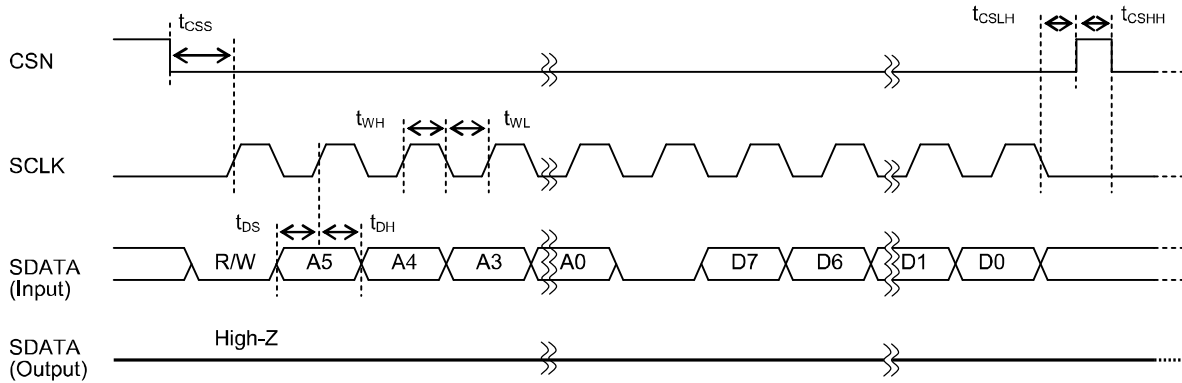 tCSS
tCSLH
tCSHH
CSN
tWH
tWL
SCLK
tDS
tDH
SDATA
(Input)
R/W A5 A4 A3 A0 D7 D6 D1 D0
High-Z
SDATA
(Output)